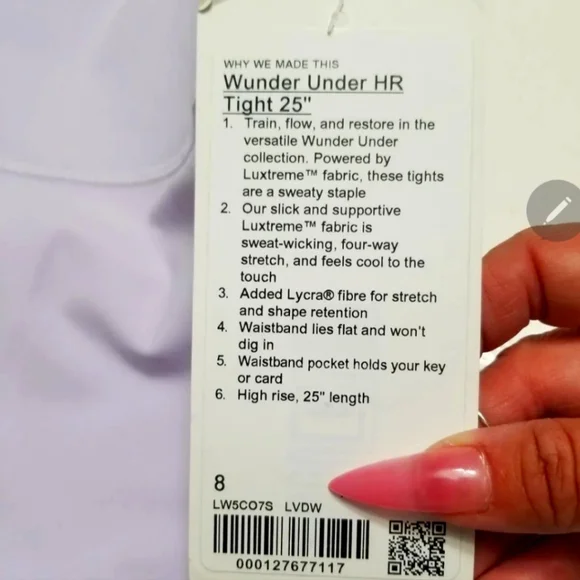 WHY WE MADE THIS
Wunder Under HR
Tight 25"
1. Train, flow, and restore in the
versatile Wunder Under
collection. Powered by
Luxtreme™ fabric, these tights
are a sweaty staple
2. Our slick and supportive
Luxtreme™ fabric is
sweat-wicking, four-way
stretch, and feels cool to the
touch
3. Added Lycra® fibre for stretch
and shape retention
4. Waistband lies flat and won't
dig in
5. Waistband pocket holds your key
or card
6. High rise, 25" length
8
LW5CO7S LVDW
000127677117